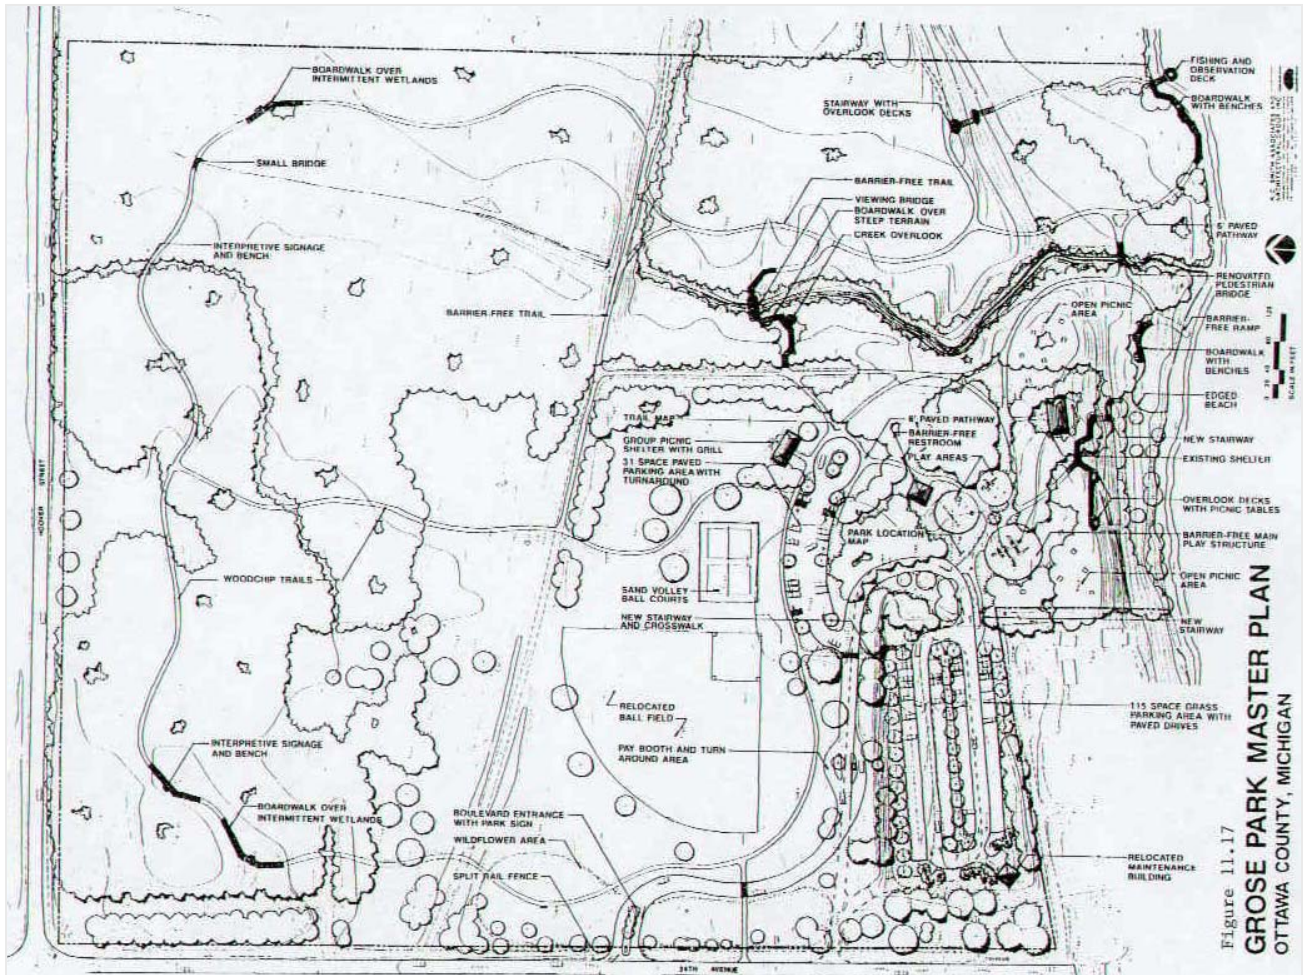 BOARDWALK OVER
INTERMITTENT WETLANDS
SMALL BRIDGE
INTERPRETIVE SIGNAGE
AND BENCH
BARRIER-FREE TRAIL
STAIRWAY WITH
OVERLOOK DECKS
BARRIER-FREE TRAIL
VIEWING BRIDGE
BOARDWALK OVER
STEEP TERRAIN
CREEK OVERLOOK
FISHING AND
OBSERVATION
DECK
BOARDWALK
WITH BENCHES
6' PAVED
PATHWAY
RENOVATED
PEDESTRIAN
BRIDGE
OPEN PICNIC
AREA
BARRIER-
FREE RAMP
BOARDWALK
WITH
BENCHES
EDGED
BEACH
NEW STAIRWAY
EXISTING SHELTER
OVERLOOK DECKS
WITH PICNIC TABLES
BARRIER-FREE MAIN
PLAY STRUCTURE
OPEN PICNIC
AREA
NEW
STAIRWAY
TRAIL MAP
GROUP PICNIC
SHELTER WITH GRILL
31 SPACE PAVED
PARKING AREA WITH
TURNAROUND
PAVED PATHWAY
BARRIER-FREE
RESTROOM
PLAY AREAS
PARK LOCATION
MAP
SAND VOLLEY
BALL COURTS
NEW STAIRWAY
AND CROSSWALK
WOODCHIP TRAILS
RELOCATED
BALL FIELD
PAY BOOTH AND TURN
AROUND AREA
115 SPACE GRASS
PARKING AREA WITH
PAVED DRIVES
INTERPRETIVE SIGNAGE
AND BENCH
BOARDWALK OVER
INTERMITTENT WETLANDS
BOULEVARD ENTRANCE
WITH PARK SIGN
WILDFLOWER AREA
SPLIT RAIL FENCE
RELOCATED
MAINTENANCE
BUILDING
HOOVER STREET
24TH AVENUE
SCALE IN FEET
Figure 11.17
GROSE PARK MASTER PLAN
OTTAWA COUNTY, MICHIGAN